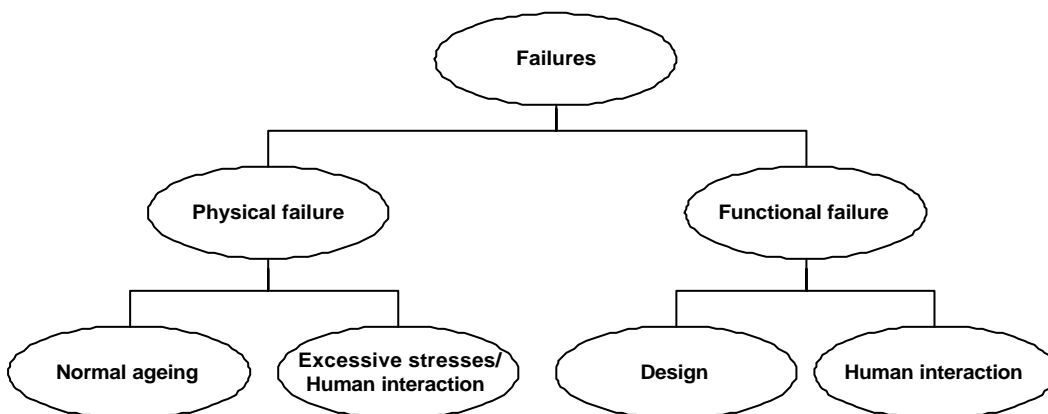 Failures
Physical failure
Functional failure
Normal ageing
Excessive stresses/
Human interaction
Design
Human interaction